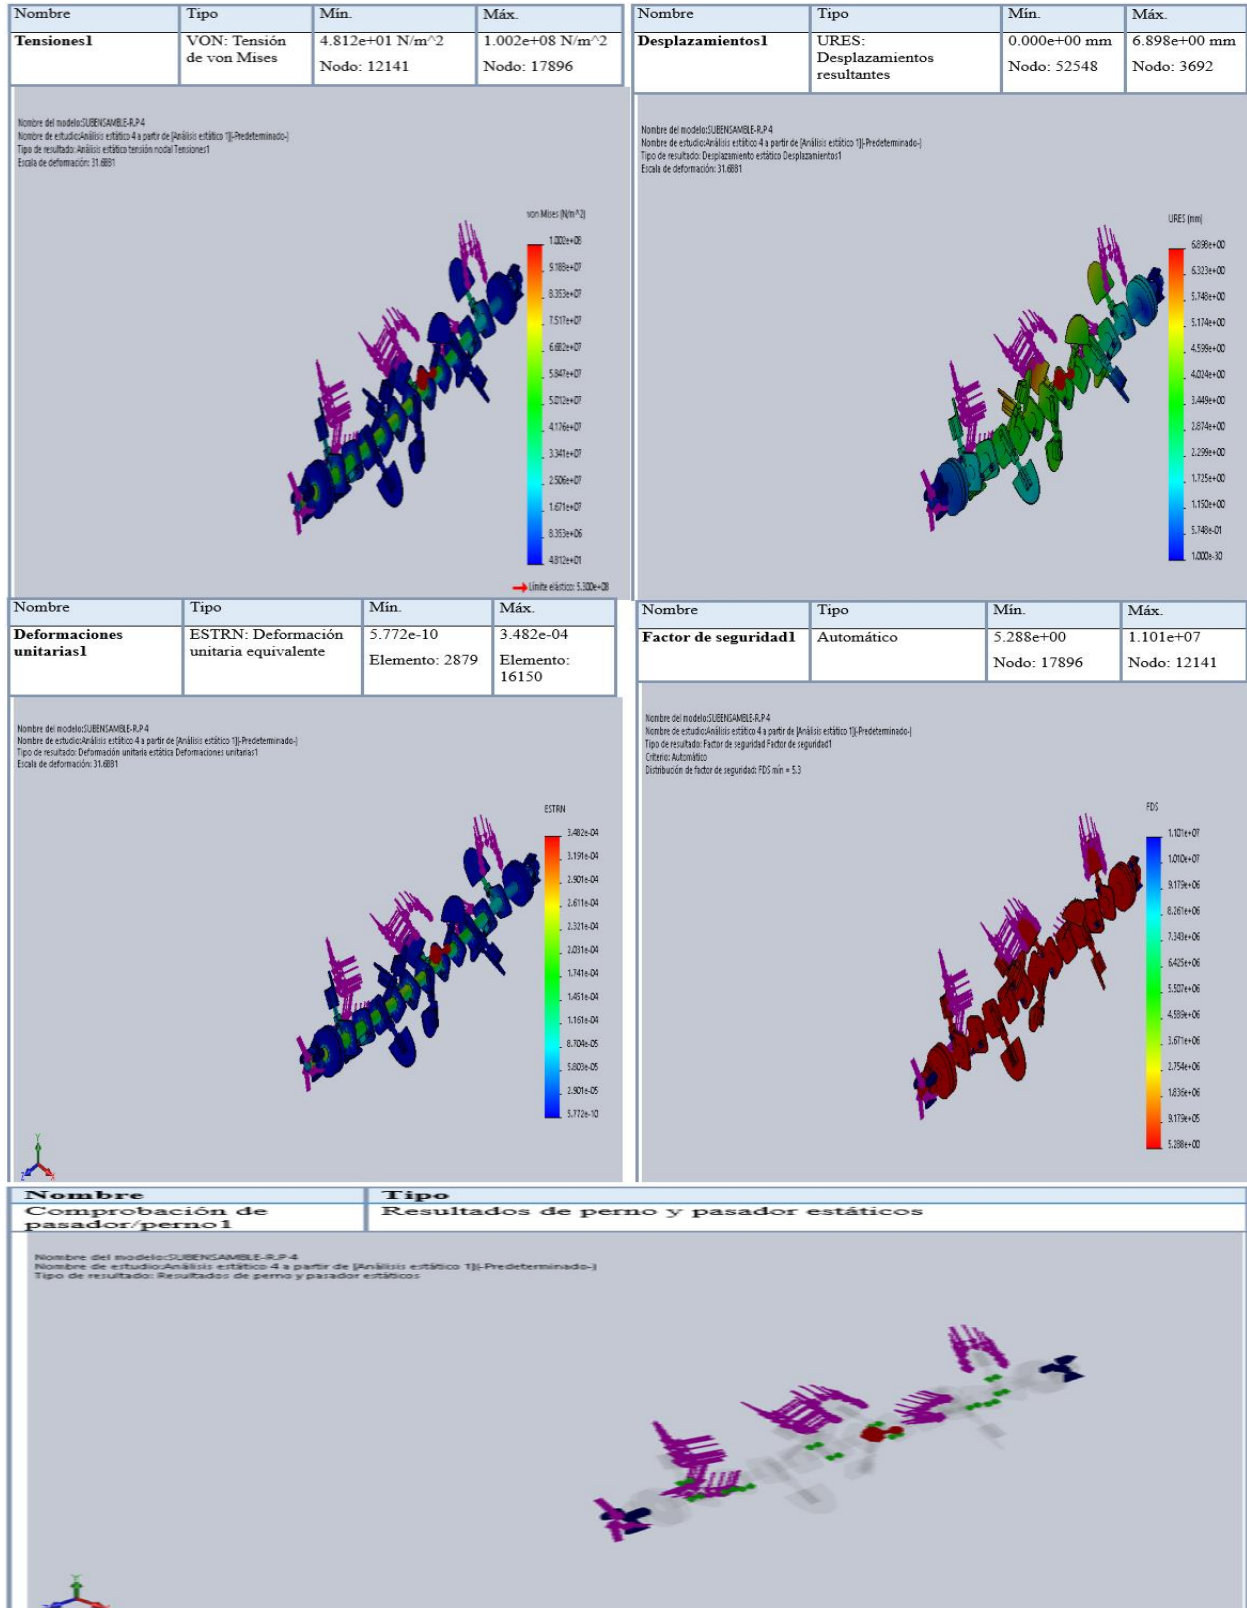 Nombre Tipo Mín. Máx.
Tensiones1 VON: Tensión de von Mises 4.812e+01 N/m^2 Nodo: 12141 1.002e+08 N/m^2 Nodo: 17896
Nombre del modelo:SUBENSAMBLE-R.P 4
Nombre de estudio:Análisis estático 4 a partir de [Análisis estático 1](-Predeterminado-)
Tipo de resultado: Análisis estático tensión nodal Tensiones1
Escala de deformación: 31.6881
von Mises (N/m^2)
1.002e+08
9.188e+07
8.353e+07
7.517e+07
6.682e+07
5.847e+07
5.012e+07
4.176e+07
3.341e+07
2.506e+07
1.671e+07
8.353e+06
4.812e+01
Límite elástico: 5.300e+08
Nombre Tipo Mín. Máx.
Desplazamientos1 URES: Desplazamientos resultantes 0.000e+00 mm Nodo: 52548 6.898e+00 mm Nodo: 3692
Nombre del modelo:SUBENSAMBLE-R.P 4
Nombre de estudio:Análisis estático 4 a partir de [Análisis estático 1](-Predeterminado-)
Tipo de resultado: Desplazamiento estático Desplazamientos1
Escala de deformación: 31.6881
URES (mm)
6.898e+00
6.323e+00
5.748e+00
5.174e+00
4.599e+00
4.024e+00
3.449e+00
2.874e+00
2.299e+00
1.725e+00
1.150e+00
5.748e-01
1.000e-30
Nombre Tipo Mín. Máx.
Deformaciones unitarias1 ESTRN: Deformación unitaria equivalente 5.772e-10 Elemento: 2879 3.482e-04 Elemento: 16150
Nombre del modelo:SUBENSAMBLE-R.P 4
Nombre de estudio:Análisis estático 4 a partir de [Análisis estático 1](-Predeterminado-)
Tipo de resultado: Deformación unitaria estática Deformaciones unitarias1
Escala de deformación: 31.6881
ESTRN
3.482e-04
3.191e-04
2.901e-04
2.611e-04
2.321e-04
2.031e-04
1.741e-04
1.451e-04
1.161e-04
8.704e-05
5.803e-05
2.901e-05
5.772e-10
Nombre Tipo Mín. Máx.
Factor de seguridad1 Automático 5.288e+00 Nodo: 17896 1.101e+07 Nodo: 12141
Nombre del modelo:SUBENSAMBLE-R.P 4
Nombre de estudio:Análisis estático 4 a partir de [Análisis estático 1](-Predeterminado-)
Tipo de resultado: Factor de seguridad Factor de seguridad1
Criterio: Automático
Distribución de factor de seguridad: FDS mín = 5.3
FDS
1.101e+07
1.010e+07
9.179e+06
8.261e+06
7.343e+06
6.425e+06
5.507e+06
4.589e+06
3.671e+06
2.754e+06
1.836e+06
9.179e+05
5.288e+00
Nombre Tipo
Comprobación de pasador/perno1 Resultados de perno y pasador estáticos
Nombre del modelo:SUBENSAMBLE-R.P 4
Nombre de estudio:Análisis estático 4 a partir de [Análisis estático 1](-Predeterminado-)
Tipo de resultado: Resultados de perno y pasador estáticos